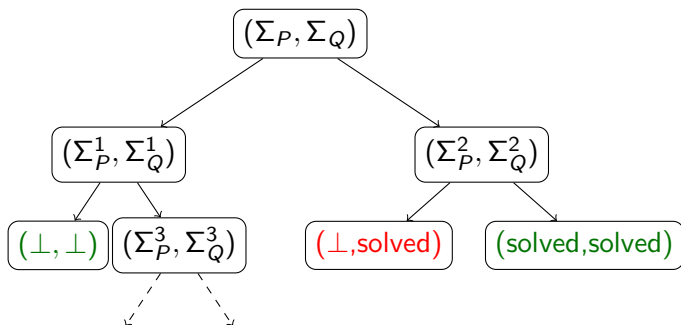 (Σ_P, Σ_Q)
(Σ_P^1, Σ_Q^1) (Σ_P^2, Σ_Q^2)
(⊥, ⊥) (Σ_P^3, Σ_Q^3) (⊥,solved) (solved,solved)